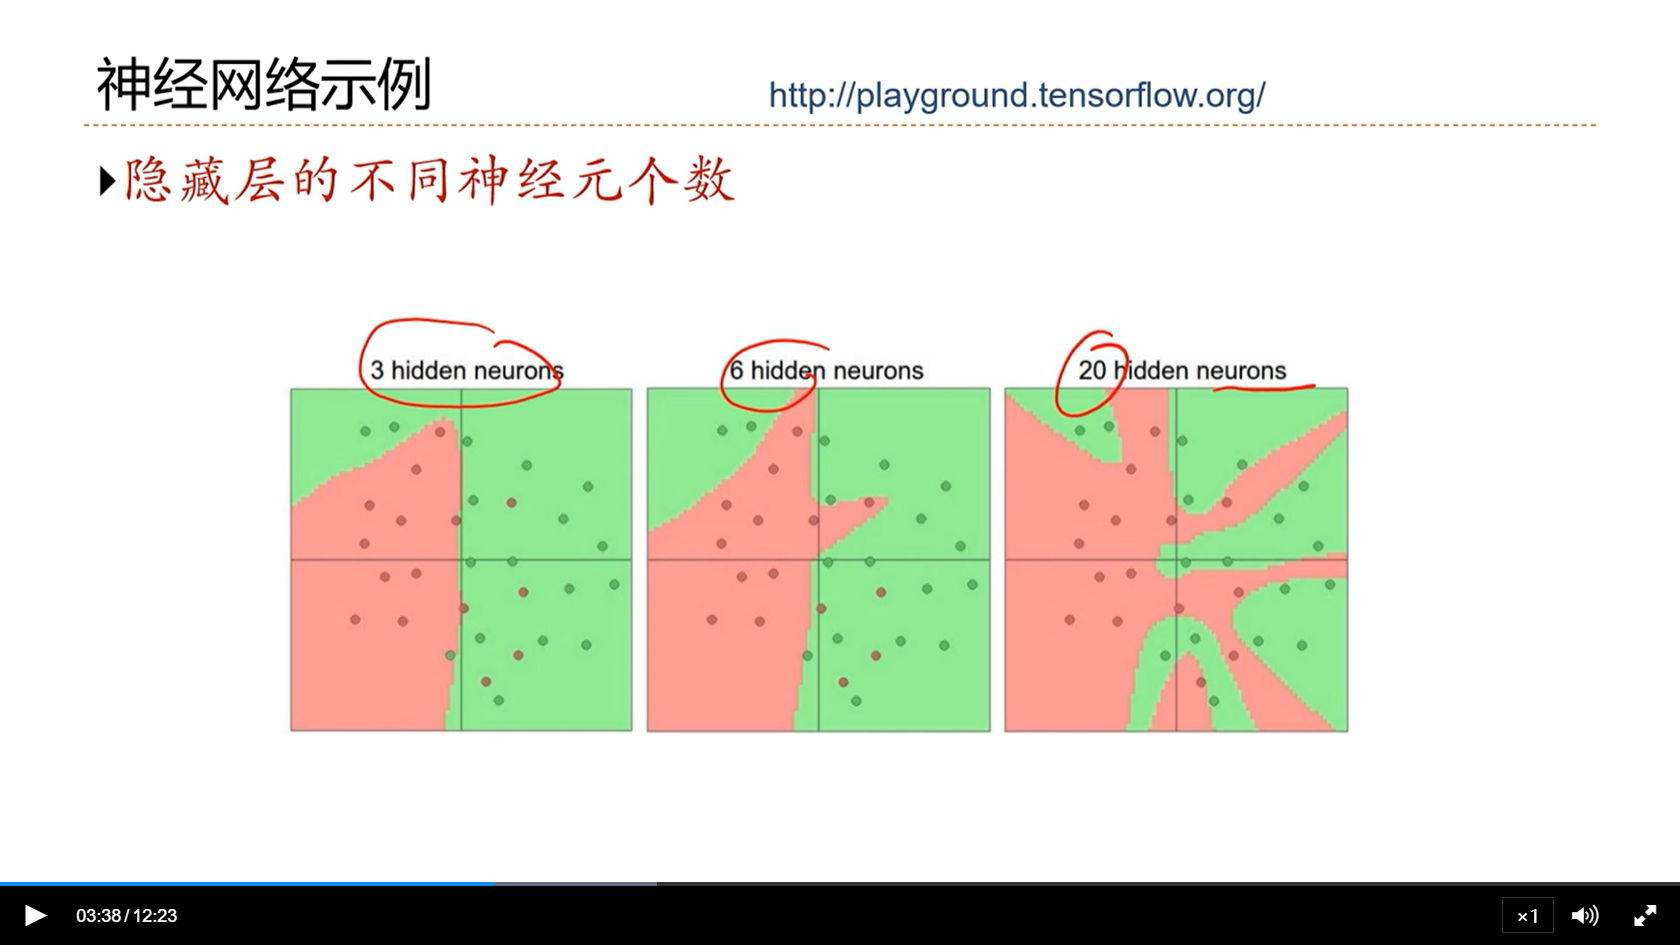 神经网络示例
http://playground.tensorflow.org/
隐藏层的不同神经元个数
3 hidden neurons
6 hidden neurons
20 hidden neurons
03:38/12:23
×1